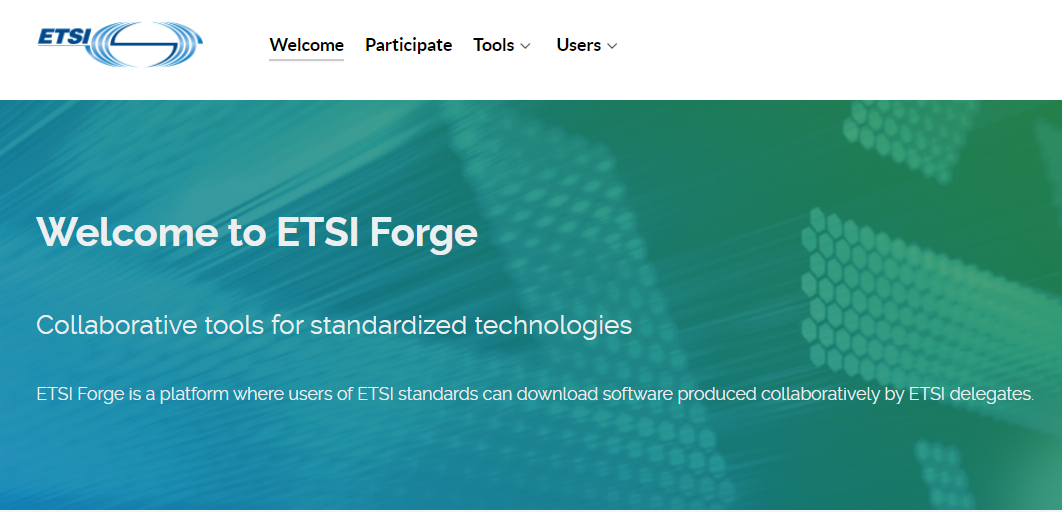 ETSI
Welcome Participate Tools Users
Welcome to ETSI Forge
Collaborative tools for standardized technologies
ETSI Forge is a platform where users of ETSI standards can download software produced collaboratively by ETSI delegates.